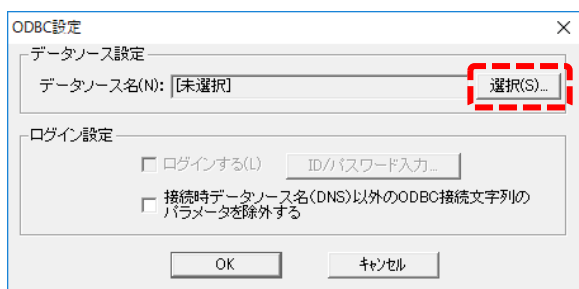 ODBC設定
データソース設定
データソース名(N): [未選択]
選択(S)...
ログイン設定
ログインする(L)
ID/パスワード入力...
接続時データソース名(DNS)以外のODBC接続文字列の
パラメータを除外する
OK
キャンセル